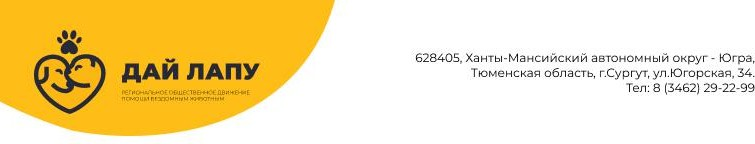 ДАЙ ЛАПУ
РЕГИОНАЛЬНОЕ ОБЩЕСТВЕННОЕ ДВИЖЕНИЕ
ПОМОЩИ БЕЗДОМНЫМ ЖИВОТНЫМ
628405, Ханты-Мансийский автономный округ - Югра,
Тюменская область, г.Сургут, ул.Югорская, 34.
Тел: 8 (3462) 29-22-99